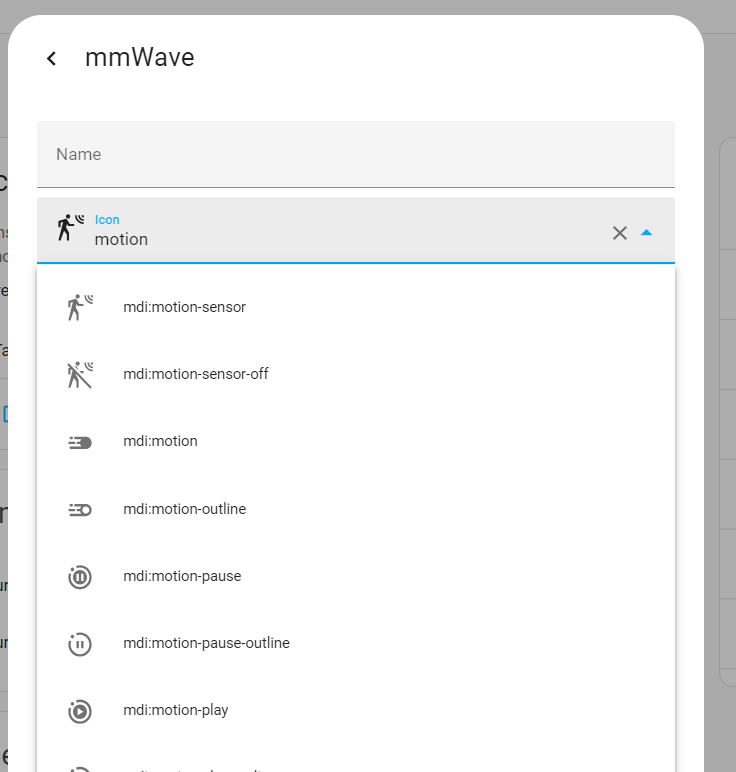 mmWave
Name
Icon
motion
mdi:motion-sensor
mdi:motion-sensor-off
mdi:motion
mdi:motion-outline
mdi:motion-pause
mdi:motion-pause-outline
mdi:motion-play